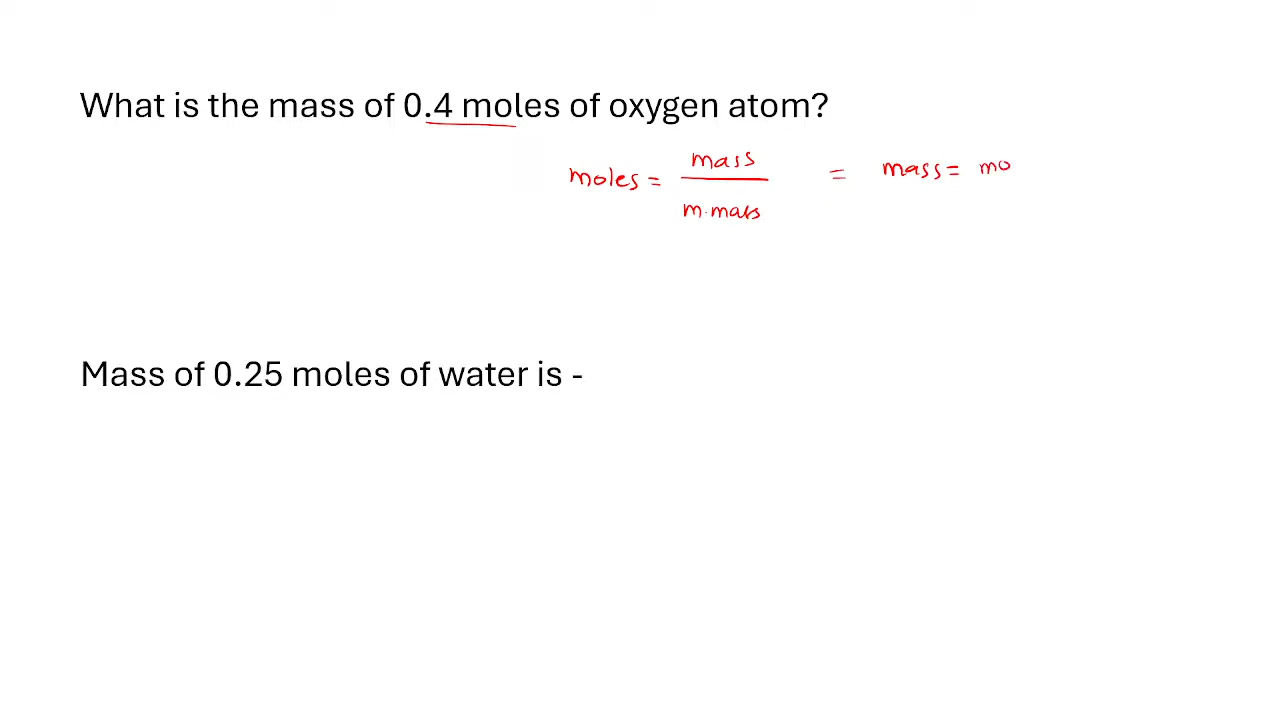 What is the mass of 0.4 moles of oxygen atom?
moles = mass / m.mass = mass = mo
Mass of 0.25 moles of water is -